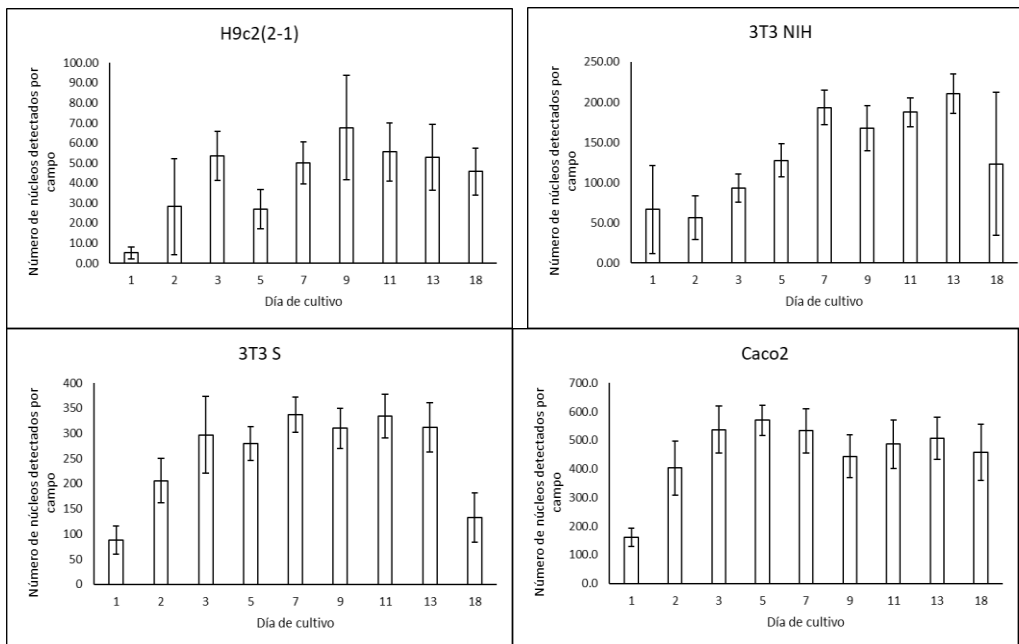 H9c2(2-1)
Número de núcleos detectados por
campo
100.00
90.00
80.00
70.00
60.00
50.00
40.00
30.00
20.00
10.00
0.00
1 2 3 5 7 9 11 13 18
Día de cultivo
3T3 NIH
Número de núcleos detectados por
campo
250.00
200.00
150.00
100.00
50.00
0.00
1 2 3 5 7 9 11 13 18
Día de cultivo
3T3 S
Número de núcleos detectados por
campo
400
350
300
250
200
150
100
50
0
1 2 3 5 7 9 11 13 18
Día de cultivo
Caco2
Número de núcleos detectados por
campo
700.0
600.0
500.0
400.0
300.0
200.0
100.0
0.0
1 2 3 5 7 9 11 13 18
Día de cultivo